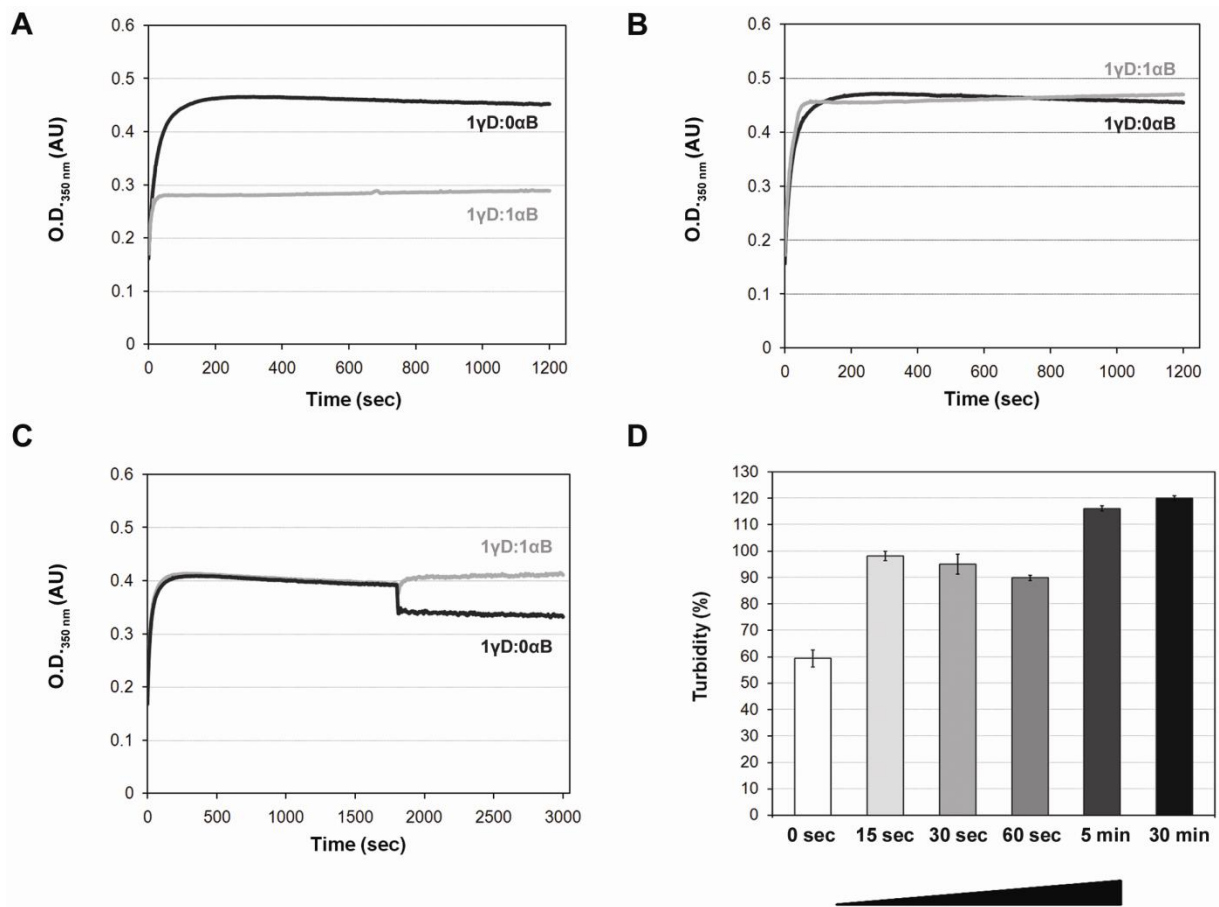 A
0.6
0.5
0.4
0.3
0.2
0.1
0
O.D.350 nm (AU)
1γD:0αB
1γD:1αB
0 200 400 600 800 1000 1200
Time (sec)
B
0.6
0.5
0.4
0.3
0.2
0.1
0
O.D.350 nm (AU)
1γD:1αB
1γD:0αB
0 200 400 600 800 1000 1200
Time (sec)
C
0.6
0.5
0.4
0.3
0.2
0.1
0
O.D.350 nm (AU)
1γD:1αB
1γD:0αB
0 500 1000 1500 2000 2500 3000
Time (sec)
D
130
120
110
100
90
80
70
60
50
40
30
20
10
0
Turbidity (%)
0 sec 15 sec 30 sec 60 sec 5 min 30 min